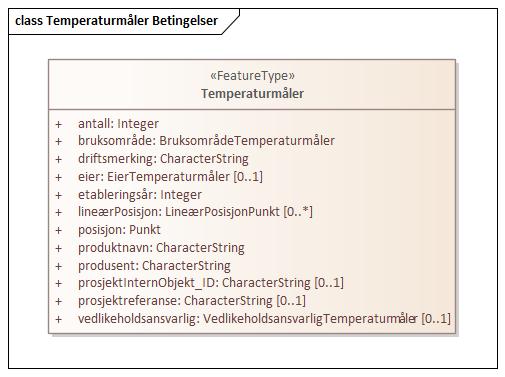 class Temperaturmåler Betingelser
«FeatureType»
Temperaturmåler
+ antall: Integer
+ bruksområde: BruksområdeTemperaturmåler
+ driftsmerking: CharacterString
+ eier: EierTemperaturmåler [0..1]
+ etableringsår: Integer
+ lineærPosisjon: LineærPosisjonPunkt [0..*]
+ posisjon: Punkt
+ produktnavn: CharacterString
+ produsent: CharacterString
+ prosjektInternObjekt_ID: CharacterString [0..1]
+ prosjektreferanse: CharacterString [0..1]
+ vedlikeholdsansvarlig: VedlikeholdsansvarligTemperaturmåler [0..1]